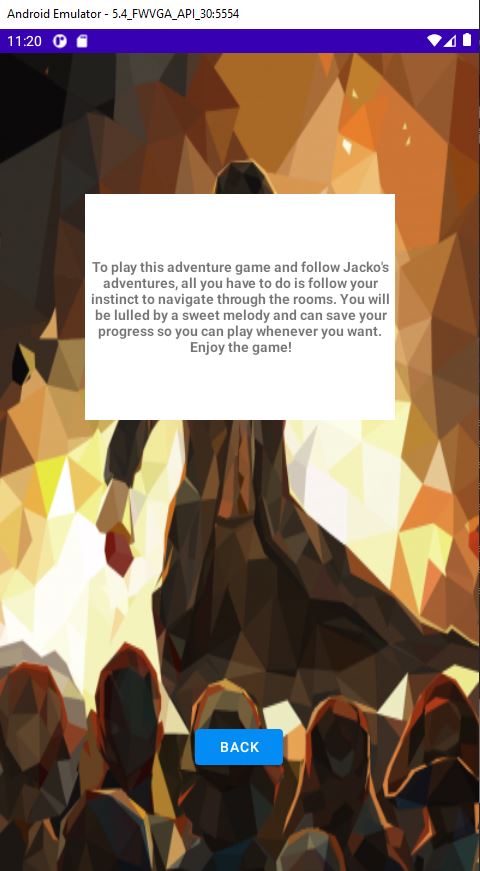 Android Emulator - 5.4_FWVGA_API_30:5554
11:20
To play this adventure game and follow Jacko's
adventures, all you have to do is follow your
instinct to navigate through the rooms. You will
be lulled by a sweet melody and can save your
progress so you can play whenever you want.
Enjoy the game!
BACK